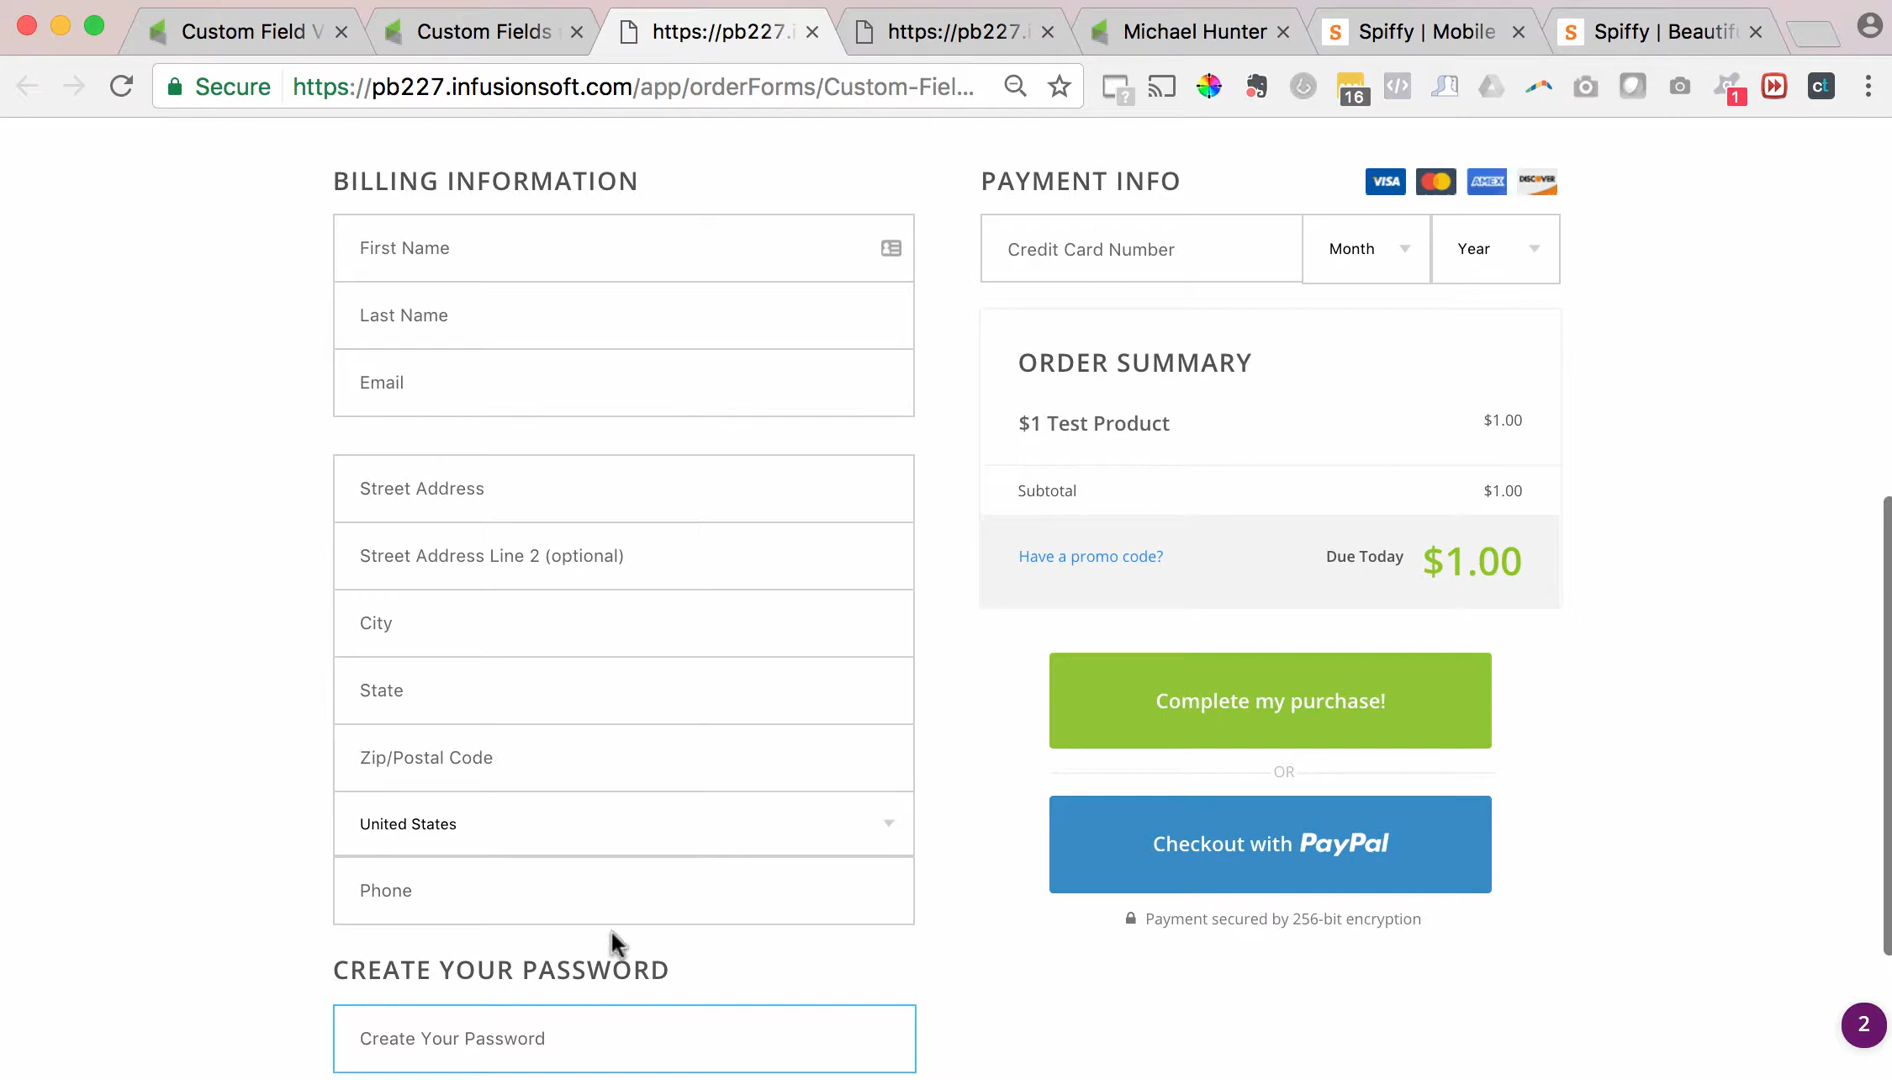 Custom Field V
Custom Fields
https://pb227.i
https://pb227.i
Michael Hunter
Spiffy | Mobile
Spiffy | Beautif
Secure
https://pb227.infusionsoft.com/app/orderForms/Custom-Fiel...
16
1
ct
BILLING INFORMATION
First Name
Last Name
Email
Street Address
Street Address Line 2 (optional)
City
State
Zip/Postal Code
United States
Phone
CREATE YOUR PASSWORD
Create Your Password
PAYMENT INFO
VISA
AMEX
DISCOVER
Credit Card Number
Month
Year
ORDER SUMMARY
$1 Test Product $1.00
Subtotal $1.00
Have a promo code? Due Today $1.00
Complete my purchase!
OR
Checkout with PayPal
Payment secured by 256-bit encryption
2